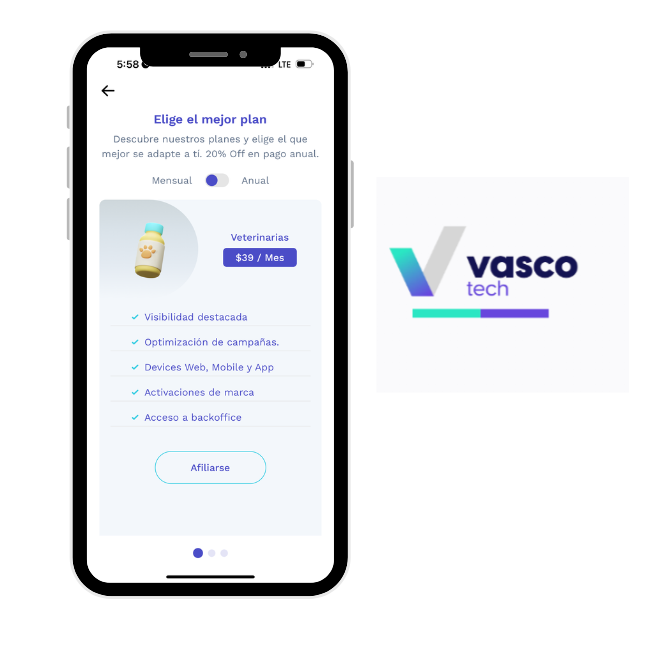 5:58
LTE
Elige el mejor plan
Descubre nuestros planes y elige el que
mejor se adapte a ti. 20% Off en pago anual.
Mensual Anual
Veterinarias
$39 / Mes
Visibilidad destacada
Optimización de campañas.
Devices Web, Mobile y App
Activaciones de marca
Acceso a backoffice
Afiliarse
vasco
tech